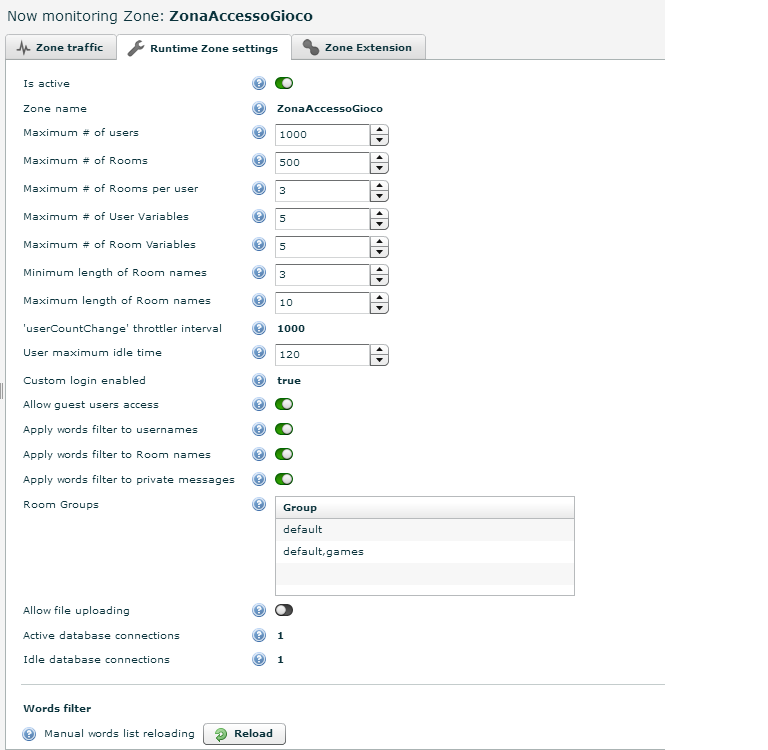 Now monitoring Zone: ZonaAccessoGioco
Zone traffic Runtime Zone settings Zone Extension
Is active
Zone name ZonaAccessoGioco
Maximum # of users 1000
Maximum # of Rooms 500
Maximum # of Rooms per user 3
Maximum # of User Variables 5
Maximum # of Room Variables 5
Minimum length of Room names 3
Maximum length of Room names 10
'userCountChange' throttler interval 1000
User maximum idle time 120
Custom login enabled true
Allow guest users access
Apply words filter to usernames
Apply words filter to Room names
Apply words filter to private messages
Room Groups Group
default
default,games
Allow file uploading
Active database connections 1
Idle database connections 1
Words filter
Manual words list reloading Reload